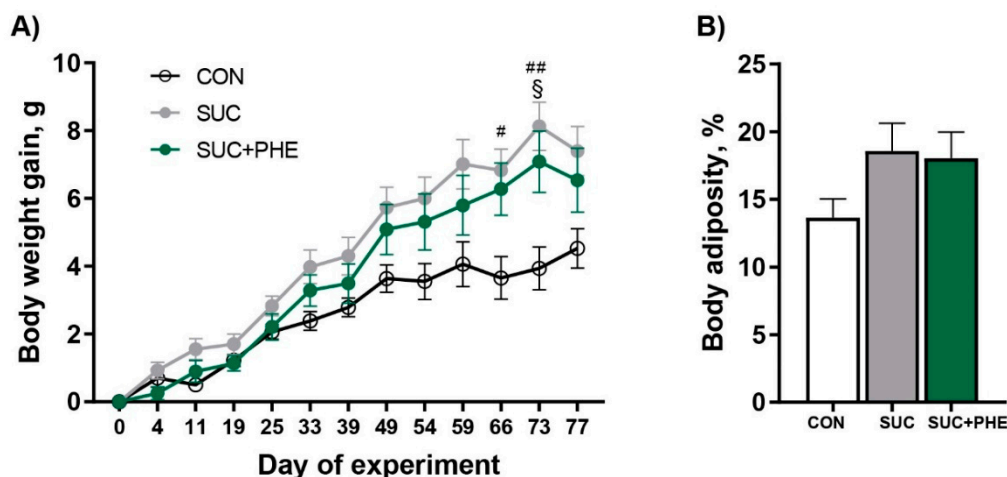 A)
Body weight gain, g
10
8
6
4
2
0
CON
SUC
SUC+PHE
#
##
§
0 4 11 19 25 33 39 49 54 59 66 73 77
Day of experiment
B)
Body adiposity, %
25
20
15
10
5
0
CON SUC SUC+PHE